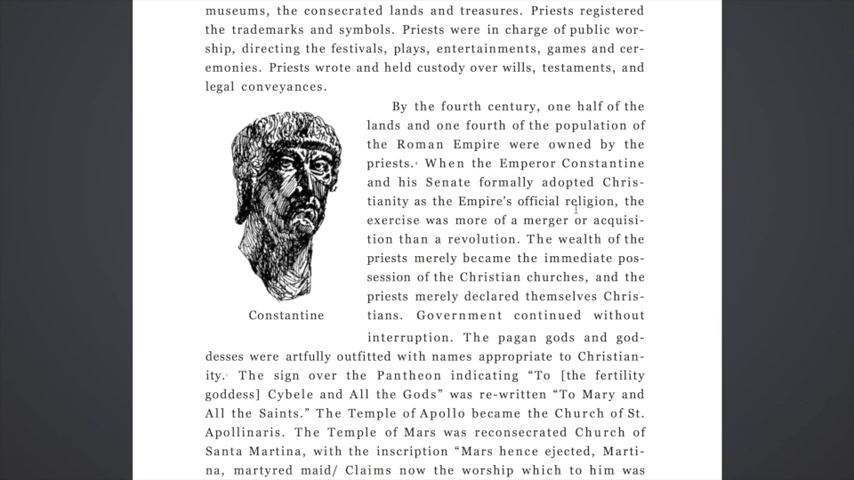 museums, the consecrated lands and treasures. Priests registered
the trademarks and symbols. Priests were in charge of public wor-
ship, directing the festivals, plays, entertainments, games and cer-
emonies. Priests wrote and held custody over wills, testaments, and
legal conveyances.
By the fourth century, one half of the
lands and one fourth of the population of
the Roman Empire were owned by the
priests. When the Emperor Constantine
and his Senate formally adopted Chris-
tianity as the Empire’s official religion, the
exercise was more of a merger or acquisi-
tion than a revolution. The wealth of the
priests merely became the immediate pos-
session of the Christian churches, and the
priests merely declared themselves Chris-
tians. Government continued without
interruption. The pagan gods and god-
Constantine
desses were artfully outfitted with names appropriate to Christian-
ity. The sign over the Pantheon indicating “To [the fertility
goddess] Cybele and All the Gods” was re-written “To Mary and
All the Saints.” The Temple of Apollo became the Church of St.
Apollinaris. The Temple of Mars was reconsecrated Church of
Santa Martina, with the inscription “Mars hence ejected, Marti-
na, martyred maid/ Claims now the worship which to him was